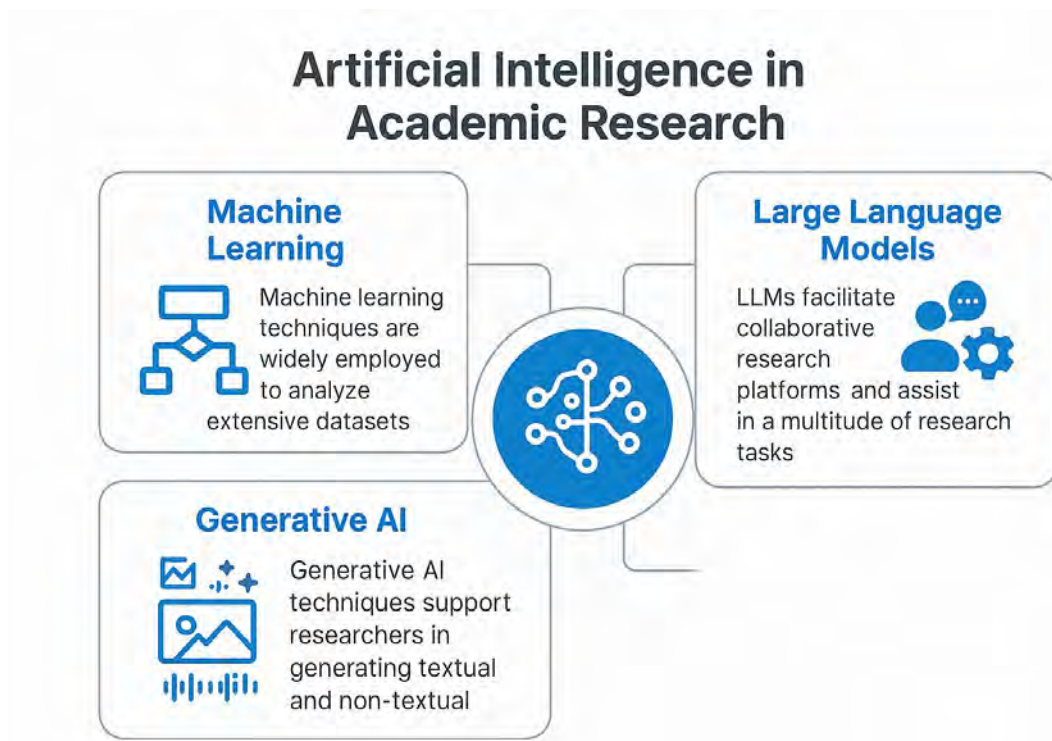 Artificial Intelligence in
Academic Research
Machine
Learning
Machine learning
techniques are
widely employed
to analyze
extensive datasets
Large Language
Models
LLMs facilitate
collaborative
research
platforms and assist
in a multitude of research
tasks
Generative AI
Generative AI
techniques support
researchers in
generating textual
and non-textual